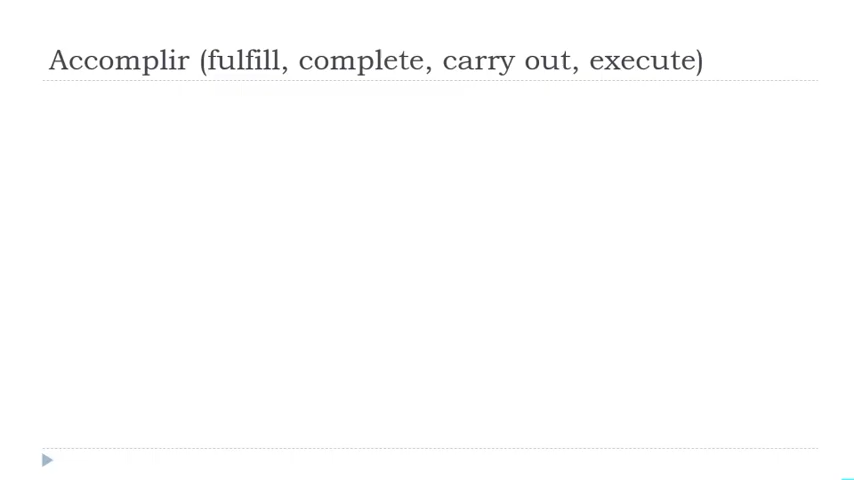 Accomplir (fulfill, complete, carry out, execute)